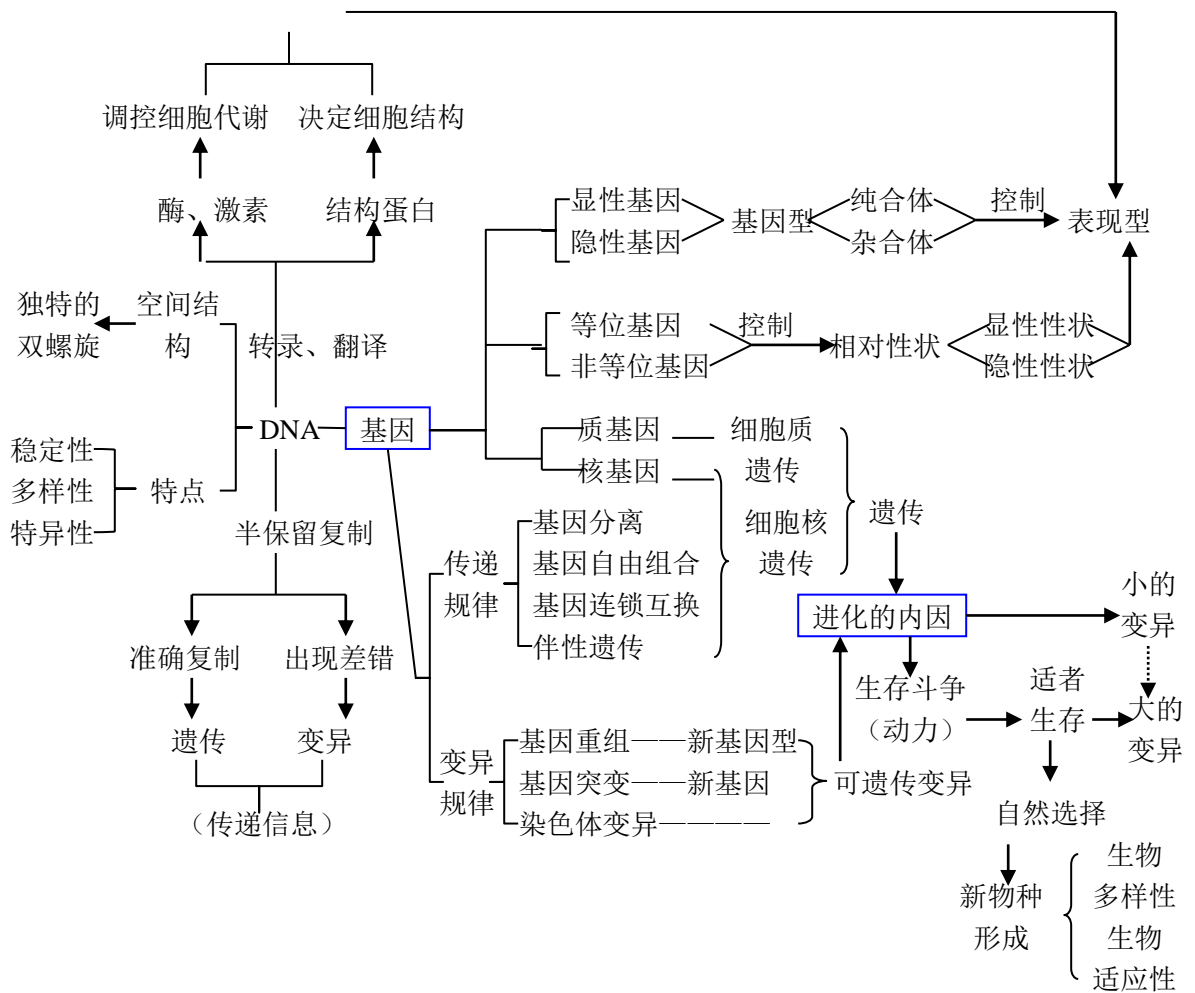 调控细胞代谢 决定细胞结构
酶、激素 结构蛋白
显性基因
隐性基因
基因型
纯合体
杂合体
控制
表现型
独特的
双螺旋
空间结
构
转录、翻译
等位基因
非等位基因
控制
相对性状
显性性状
隐性性状
DNA
基因
稳定性
多样性
特异性
特点
质基因
核基因
细胞质
遗传
细胞核
遗传
遗传
半保留复制
传递
规律
基因分离
基因自由组合
基因连锁互换
伴性遗传
进化的内因
小的
变异
准确复制 出现差错
遗传 变异
（传递信息）
生存斗争
（动力）
适者
生存
大的
变异
变异
规律
基因重组——新基因型
基因突变——新基因
染色体变异————
可遗传变异
自然选择
新物种
形成
生物
多样性
生物
适应性